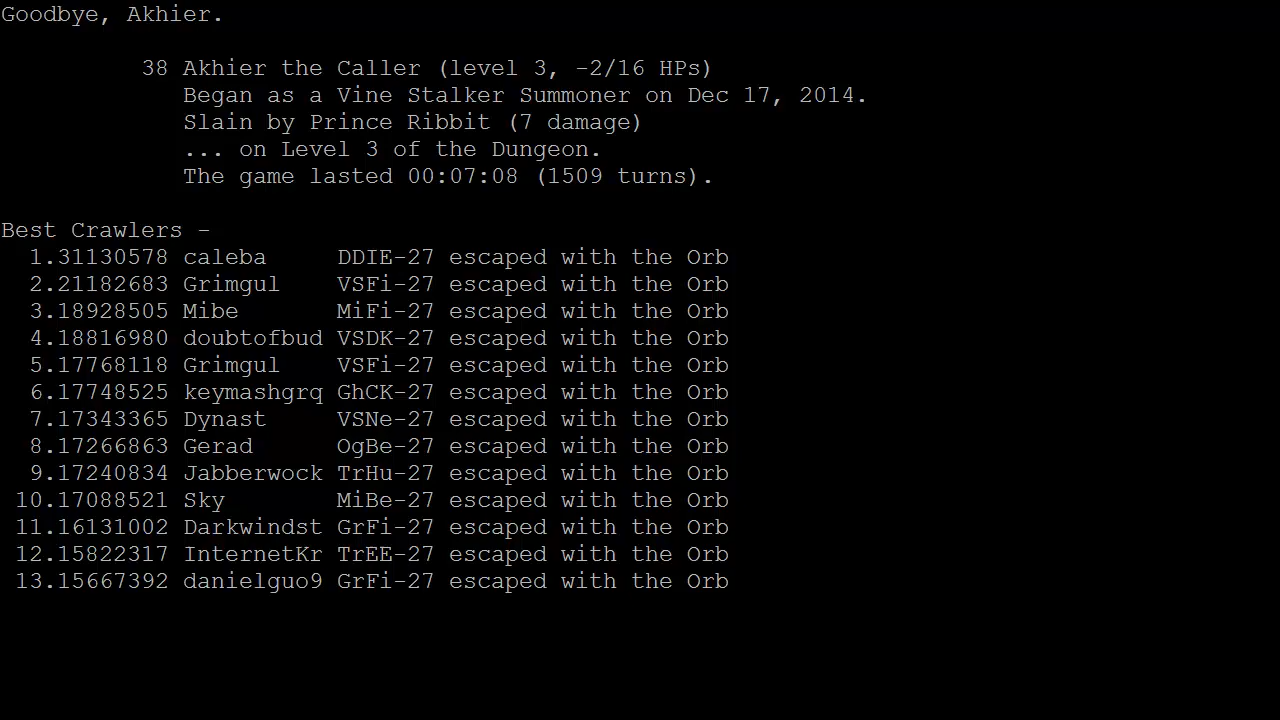 Goodbye, Akhier.
38 Akhier the Caller (level 3, -2/16 HPs)
Began as a Vine Stalker Summoner on Dec 17, 2014.
Slain by Prince Ribbit (7 damage)
... on Level 3 of the Dungeon.
The game lasted 00:07:08 (1509 turns).
Best Crawlers -
1.31130578 caleba DDIE-27 escaped with the Orb
2.21182683 Grimgul VSFi-27 escaped with the Orb
3.18928505 Mibe MiFi-27 escaped with the Orb
4.18816980 doubtofbud VSDK-27 escaped with the Orb
5.17768118 Grimgul VSFi-27 escaped with the Orb
6.17748525 keymashgrq GhCK-27 escaped with the Orb
7.17343365 Dynast VSNe-27 escaped with the Orb
8.17266863 Gerad OgBe-27 escaped with the Orb
9.17240834 Jabberwock TrHu-27 escaped with the Orb
10.17088521 Sky MiBe-27 escaped with the Orb
11.16131002 Darkwindst GrFi-27 escaped with the Orb
12.15822317 InternetKr TrEE-27 escaped with the Orb
13.15667392 danielguo9 GrFi-27 escaped with the Orb